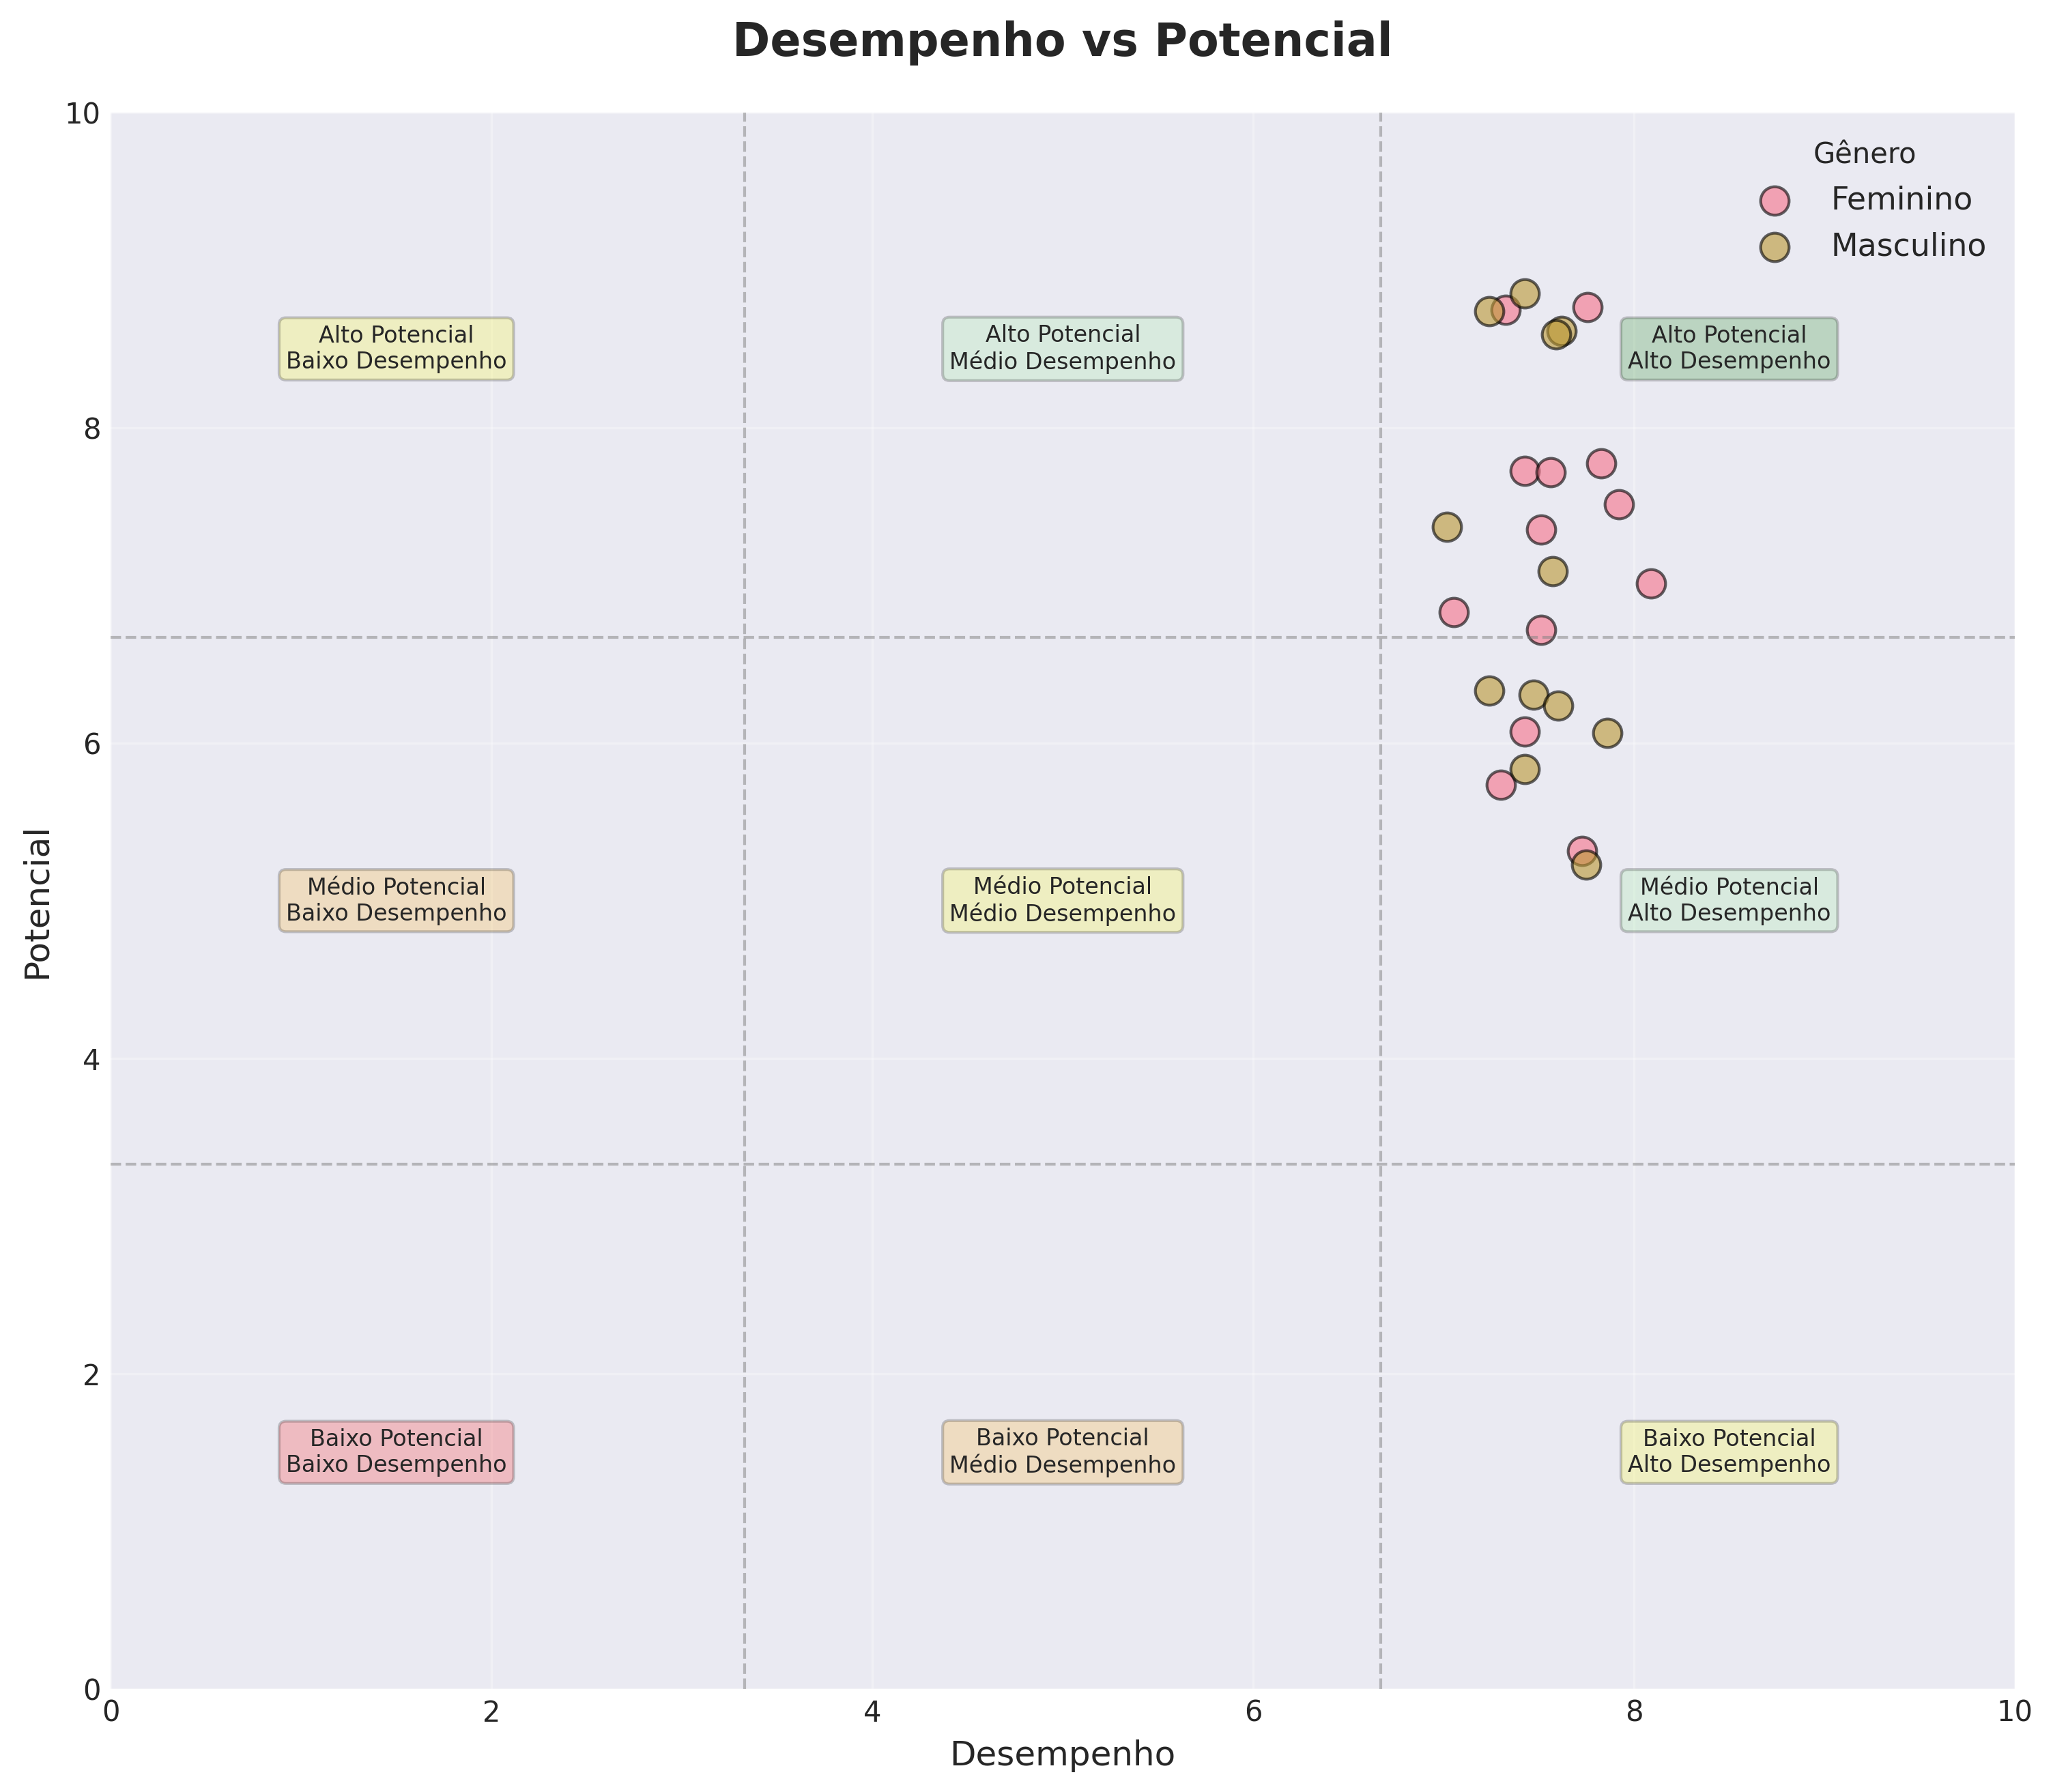 Desempenho vs Potencial
10
8
6
4
2
0
Potencial
Gênero
Feminino
Masculino
Alto Potencial
Baixo Desempenho
Alto Potencial
Médio Desempenho
Alto Potencial
Alto Desempenho
Médio Potencial
Baixo Desempenho
Médio Potencial
Médio Desempenho
Médio Potencial
Alto Desempenho
Baixo Potencial
Baixo Desempenho
Baixo Potencial
Médio Desempenho
Baixo Potencial
Alto Desempenho
0 2 4 6 8 10
Desempenho